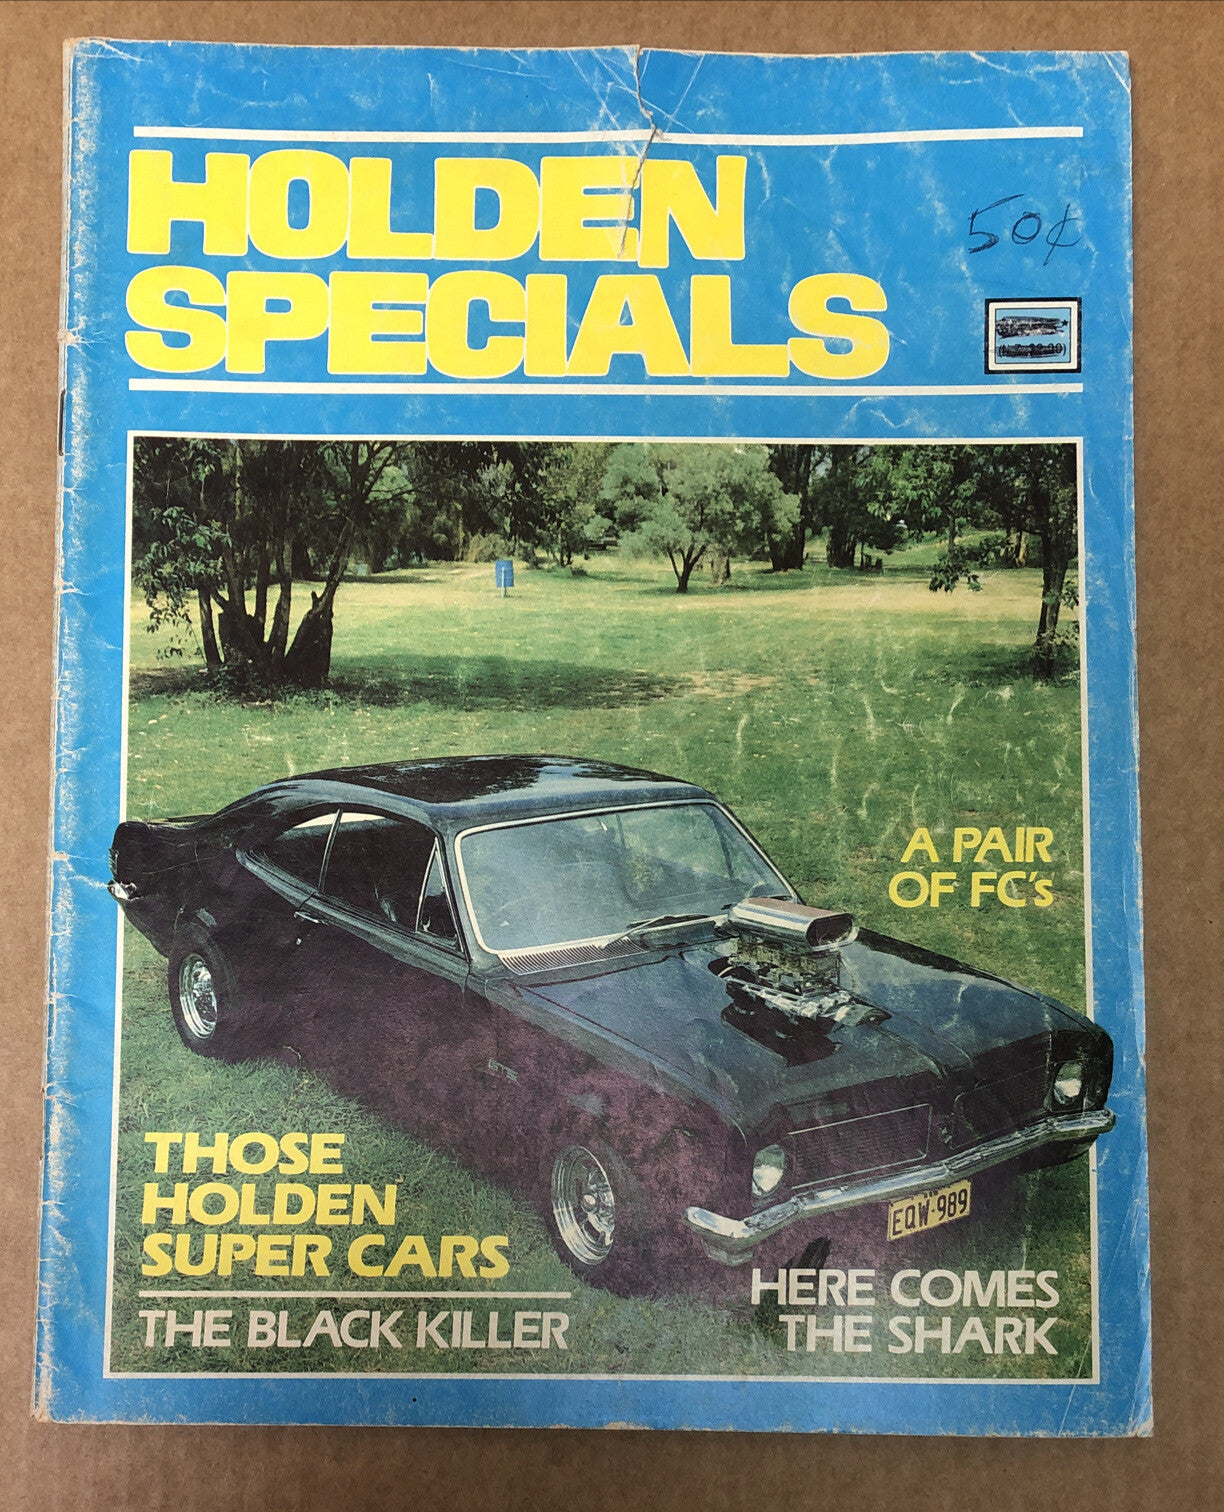 HOLDEN
SPECIALS
50¢
A PAIR
OF FC's
THOSE
HOLDEN
SUPER CARS
THE BLACK KILLER
EQW·989
HERE COMES
THE SHARK